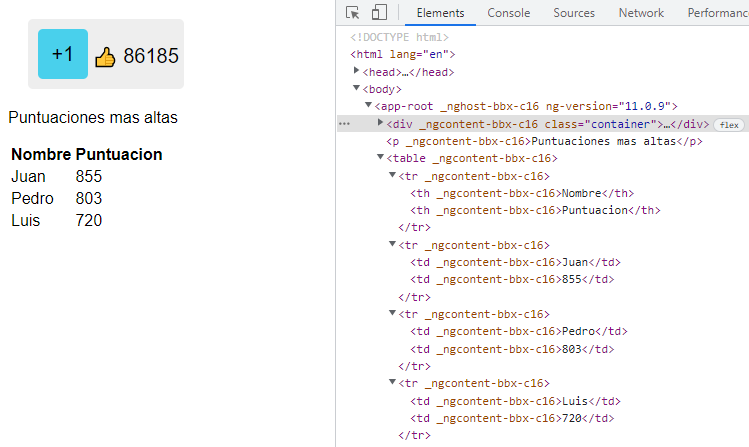 +1 👍 86185
Puntuaciones mas altas
Nombre Puntuacion
Juan 855
Pedro 803
Luis 720
Elements Console Sources Network Performance
<!DOCTYPE html>
<html lang="en">
<head>…</head>
<body>
<app-root _nghost-bbx-c16 ng-version="11.0.9">
<div _ngcontent-bbx-c16 class="container">…</div> flex
<p _ngcontent-bbx-c16>Puntuaciones mas altas</p>
<table _ngcontent-bbx-c16>
<tr _ngcontent-bbx-c16>
<th _ngcontent-bbx-c16>Nombre</th>
<th _ngcontent-bbx-c16>Puntuacion</th>
</tr>
<tr _ngcontent-bbx-c16>
<td _ngcontent-bbx-c16>Juan</td>
<td _ngcontent-bbx-c16>855</td>
</tr>
<tr _ngcontent-bbx-c16>
<td _ngcontent-bbx-c16>Pedro</td>
<td _ngcontent-bbx-c16>803</td>
</tr>
<tr _ngcontent-bbx-c16>
<td _ngcontent-bbx-c16>Luis</td>
<td _ngcontent-bbx-c16>720</td>
</tr>